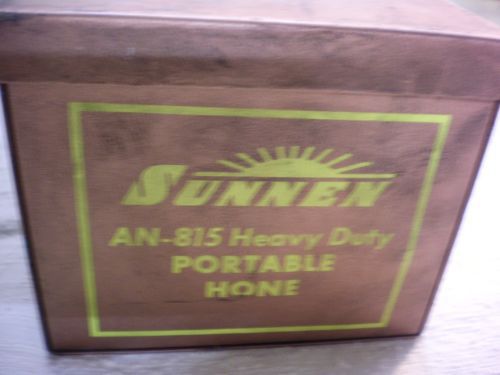 SUNNEN
AN-815 Heavy Duty
PORTABLE
HONE